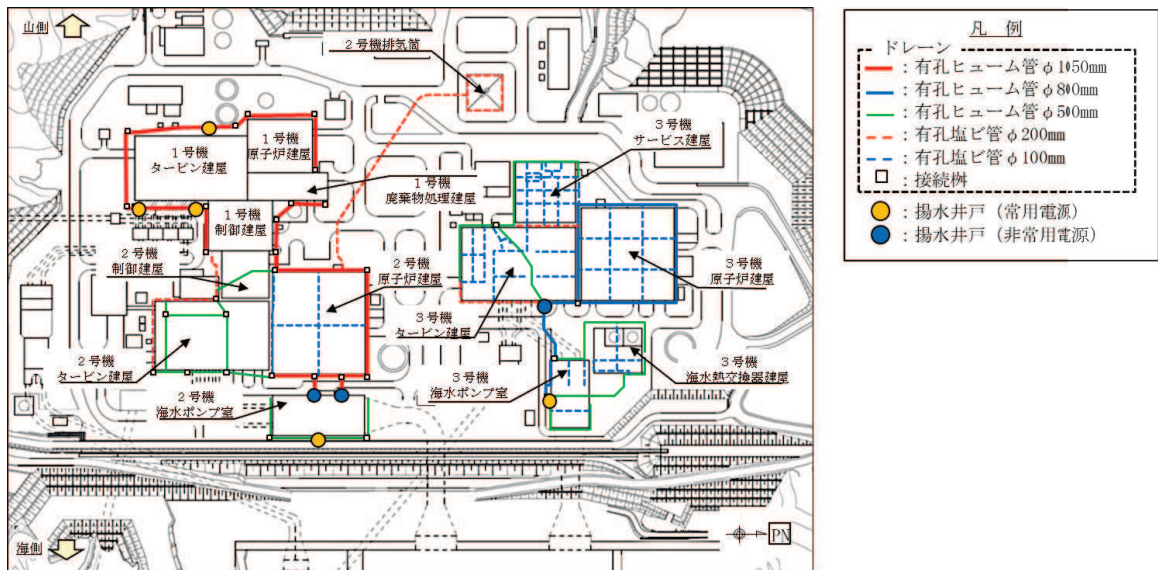 山側
2号機排気筒
1号機
原子炉建屋
1号機
タービン建屋
3号機
サービス建屋
1号機
廃棄物処理建屋
1号機
制御建屋
2号機
制御建屋
2号機
原子炉建屋
3号機
原子炉建屋
3号機
タービン建屋
2号機
タービン建屋
3号機
海水ポンプ室
3号機
海水熱交換器建屋
2号機
海水ポンプ室
海側
PN
凡 例
ドレーン
:有孔ヒューム管φ1050mm
:有孔ヒューム管φ800mm
:有孔ヒューム管φ500mm
:有孔塩ビ管φ200mm
:有孔塩ビ管φ100mm
:接続桝
:揚水井戸(常用電源)
:揚水井戸(非常用電源)